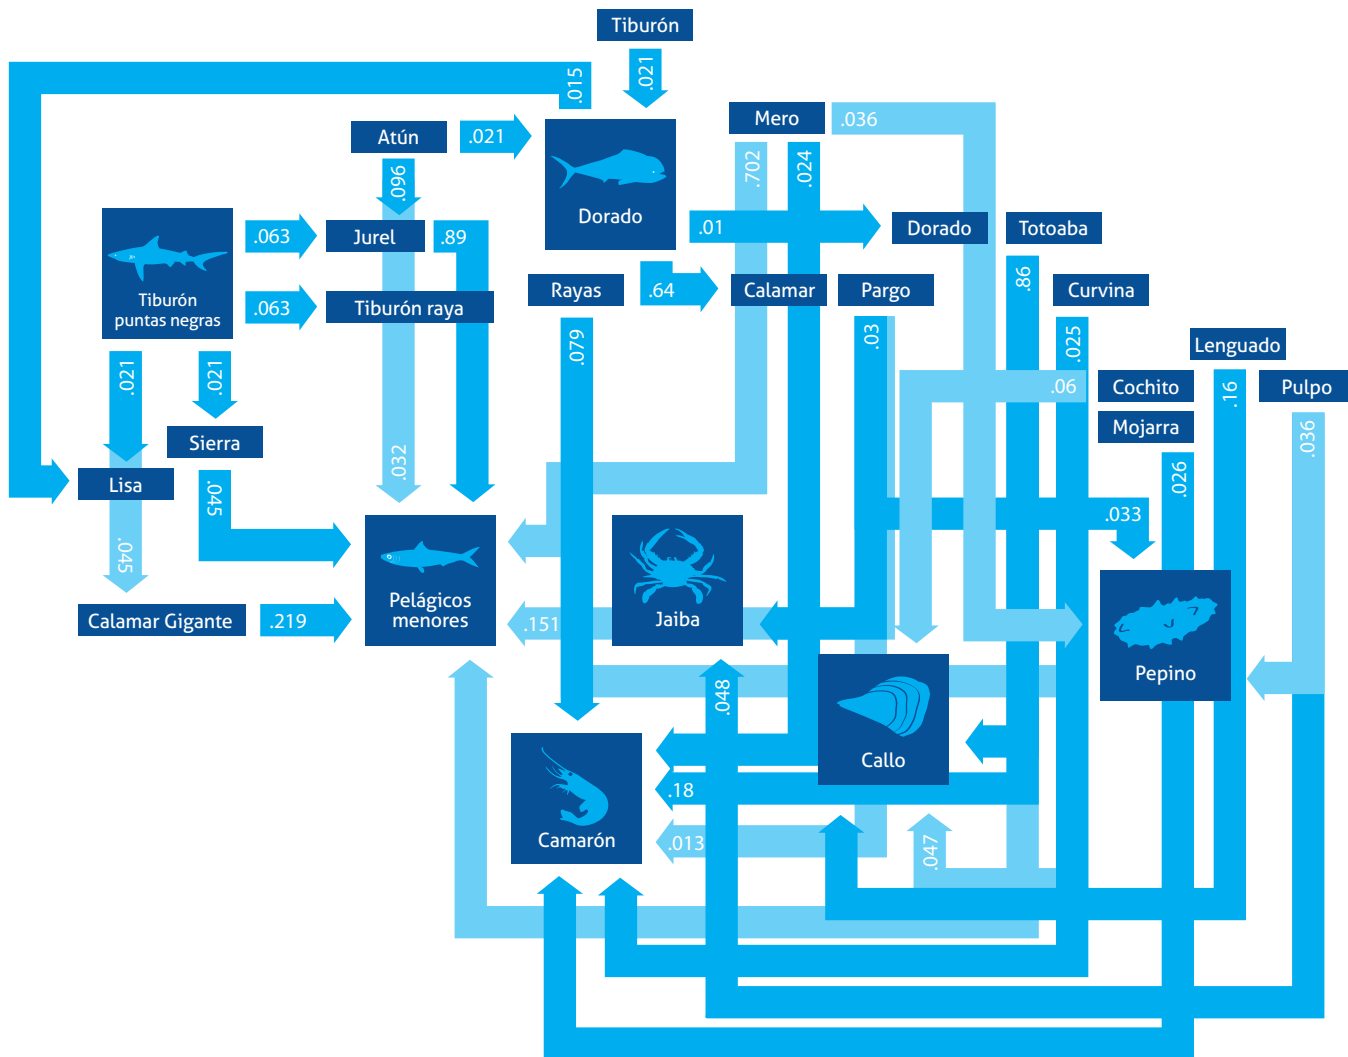 Tiburón
.015
.021
Mero
.036
Atún
.021
.702
.024
.096
Dorado
.01
Dorado
Totoaba
.063
Jurel
.89
.86
Rayas
.64
Calamar
Pargo
Curvina
Tiburón
puntas negras
.063
Tiburón raya
.079
.03
.025
Lenguado
.021
.021
.06
Cochito
.16
Pulpo
Mojarra
.036
Sierra
.032
Lisa
.045
.026
.033
.045
Pelágicos
menores
Jaiba
Calamar Gigante
.219
.151
Pepino
.048
Callo
.18
Camarón
.013
.047